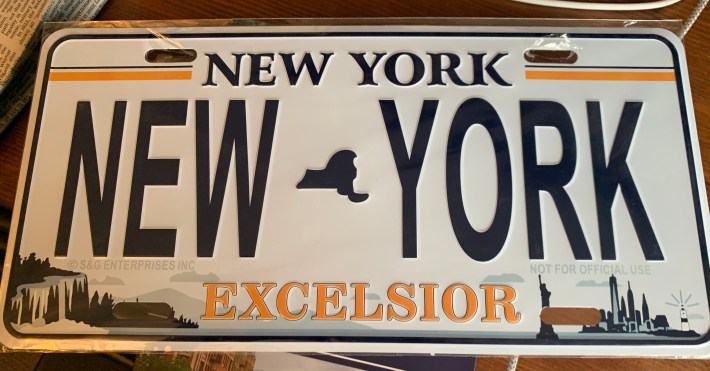 NEW YORK
NEW YORK
© S&G ENTERPRISES INC
NOT FOR OFFICIAL USE
EXCELSIOR